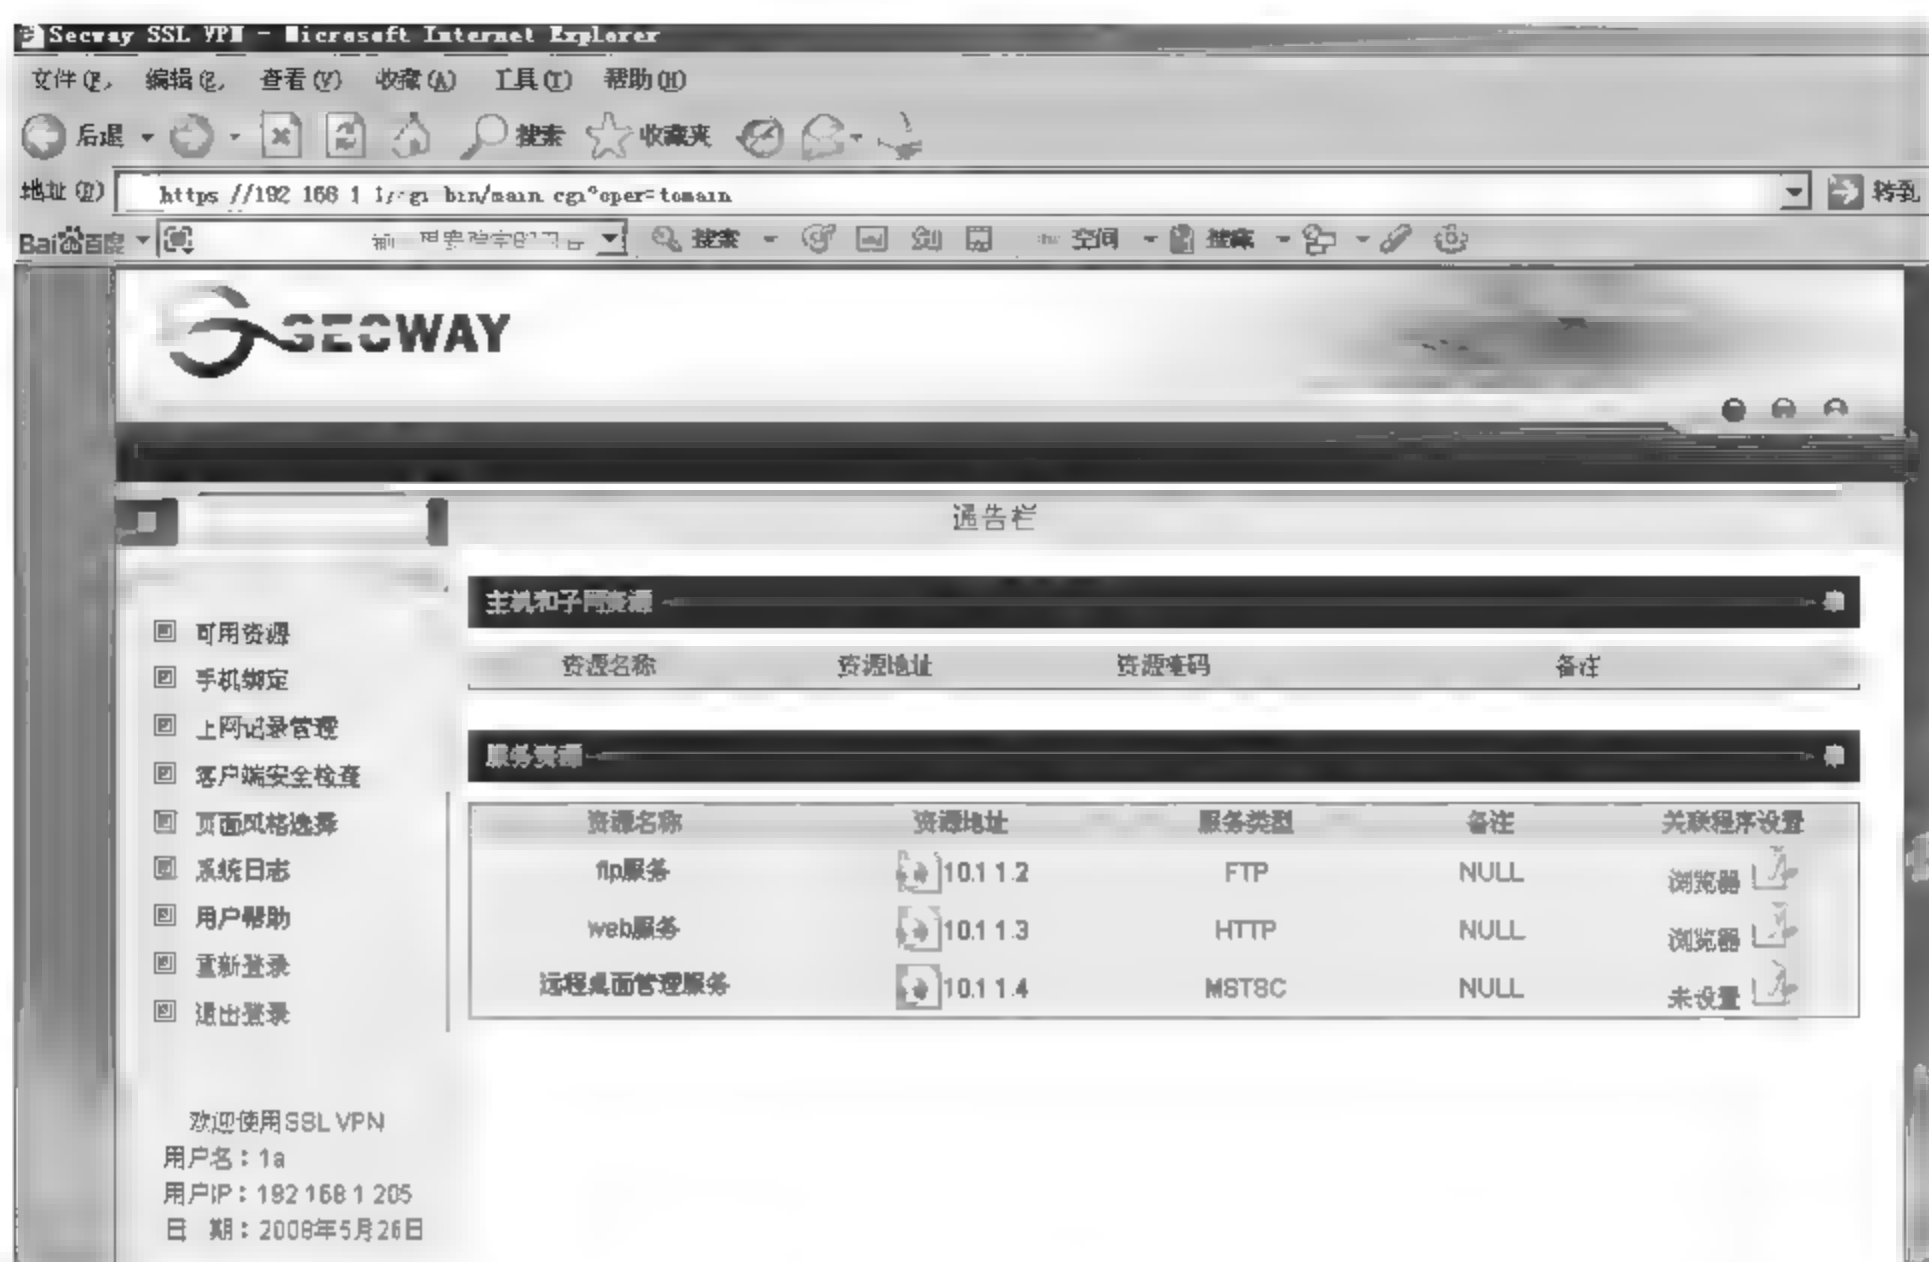 Secway SSL VPN - Microsoft Internet Explorer
文件(F) 编辑(E) 查看(V) 收藏(A) 工具(T) 帮助(H)
后退 搜索 收藏夹
地址(D) https //192 168 1 1/cgi bin/main cgi?oper=tomain 转到
Bai百度 搜索 空间
SECWAY
通告栏
主机和子网资源
资源名称 资源地址 资源掩码 备注
服务资源
资源名称 资源地址 服务类型 备注 关联程序设置
ftp服务 10.1 1.2 FTP NULL 浏览器
web服务 10.1 1.3 HTTP NULL 浏览器
远程桌面管理服务 10.1 1.4 MSTSC NULL 未设置
可用资源
手机绑定
上网记录管理
客户端安全检查
页面风格选择
系统日志
用户帮助
重新登录
退出登录
欢迎使用SSL VPN
用户名：1a
用户IP：192 168 1 205
日 期：2008年5月26日